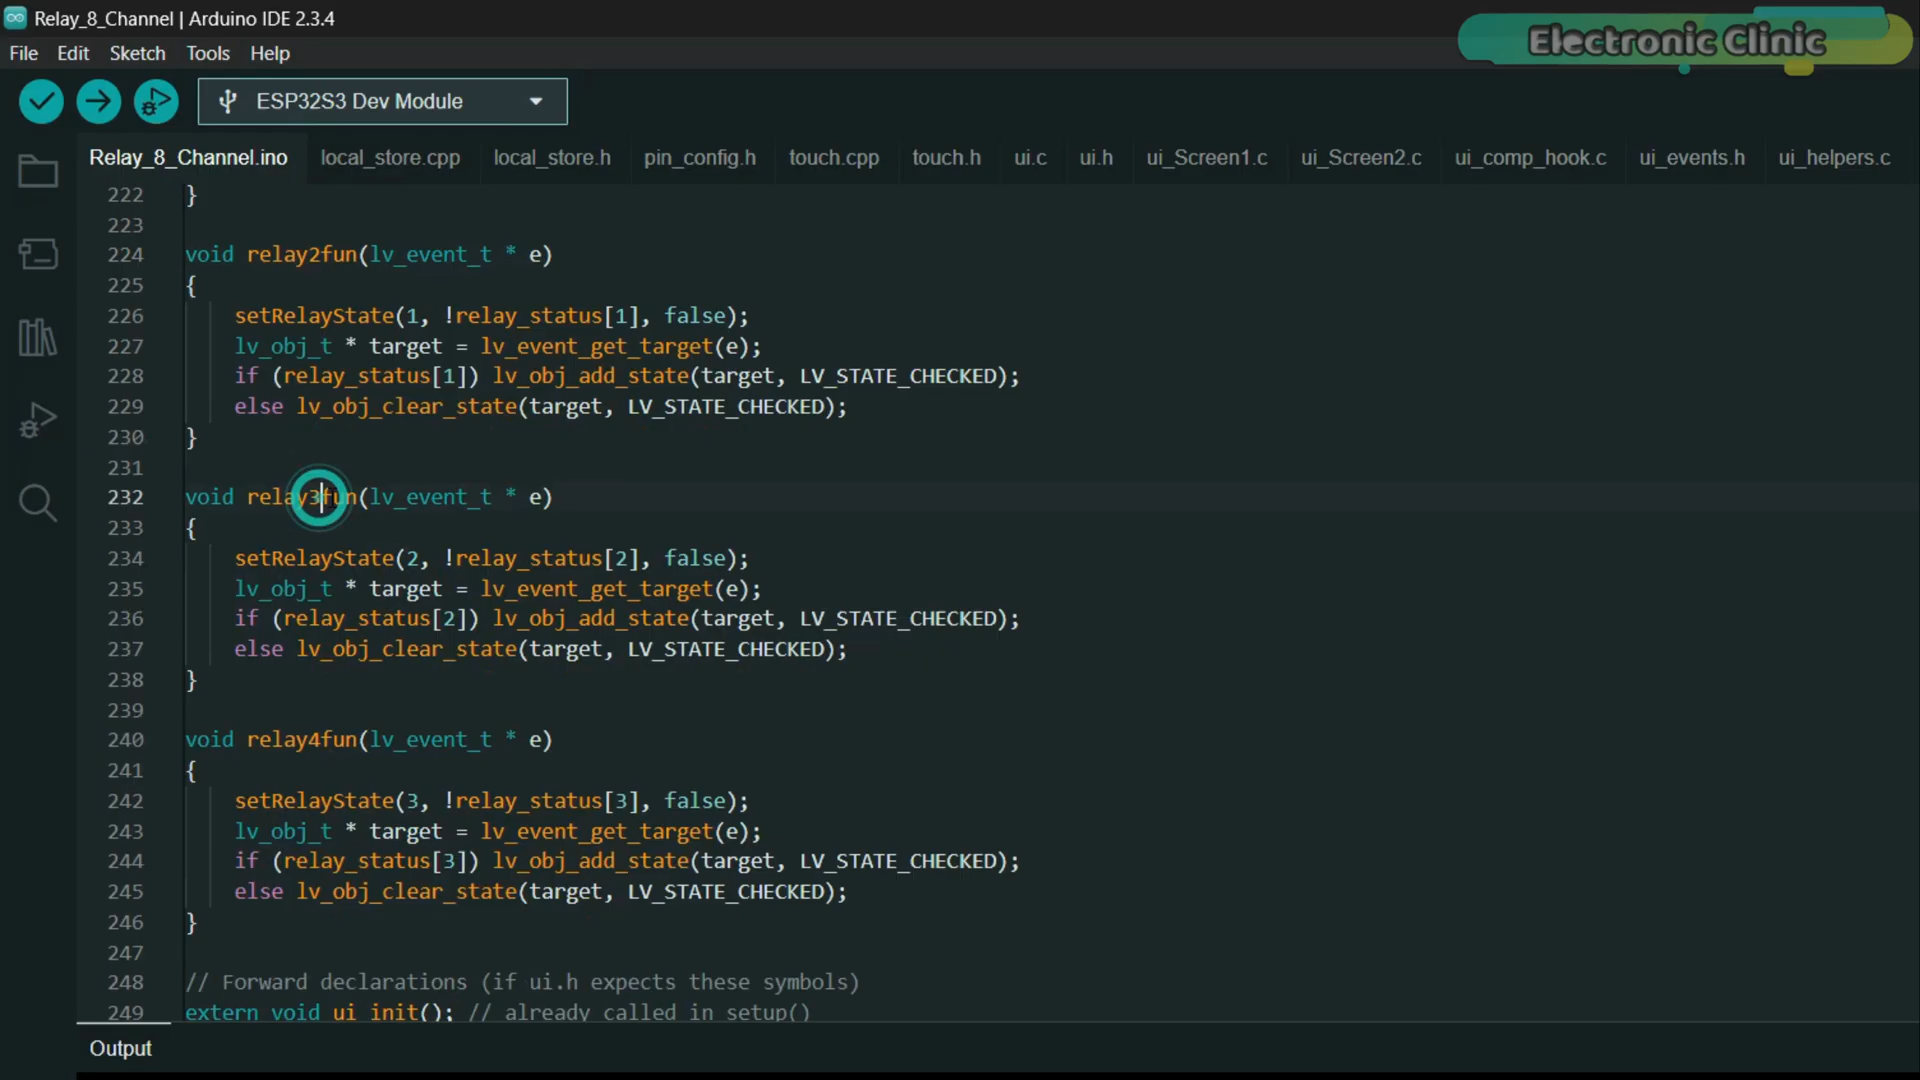 Relay_8_Channel | Arduino IDE 2.3.4
Electronic Clinic
File Edit Sketch Tools Help
ESP32S3 Dev Module
Relay_8_Channel.ino local_store.cpp local_store.h pin_config.h touch.cpp touch.h ui.c ui.h ui_Screen1.c ui_Screen2.c ui_comp_hook.c ui_events.h ui_helpers.c
222 }
223
224 void relay2fun(lv_event_t * e)
225 {
226 setRelayState(1, !relay_status[1], false);
227 lv_obj_t * target = lv_event_get_target(e);
228 if (relay_status[1]) lv_obj_add_state(target, LV_STATE_CHECKED);
229 else lv_obj_clear_state(target, LV_STATE_CHECKED);
230 }
231
232 void relay3fun(lv_event_t * e)
233 {
234 setRelayState(2, !relay_status[2], false);
235 lv_obj_t * target = lv_event_get_target(e);
236 if (relay_status[2]) lv_obj_add_state(target, LV_STATE_CHECKED);
237 else lv_obj_clear_state(target, LV_STATE_CHECKED);
238 }
239
240 void relay4fun(lv_event_t * e)
241 {
242 setRelayState(3, !relay_status[3], false);
243 lv_obj_t * target = lv_event_get_target(e);
244 if (relay_status[3]) lv_obj_add_state(target, LV_STATE_CHECKED);
245 else lv_obj_clear_state(target, LV_STATE_CHECKED);
246 }
247
248 // Forward declarations (if ui.h expects these symbols)
249 extern void ui_init(); // already called in setup()
Output